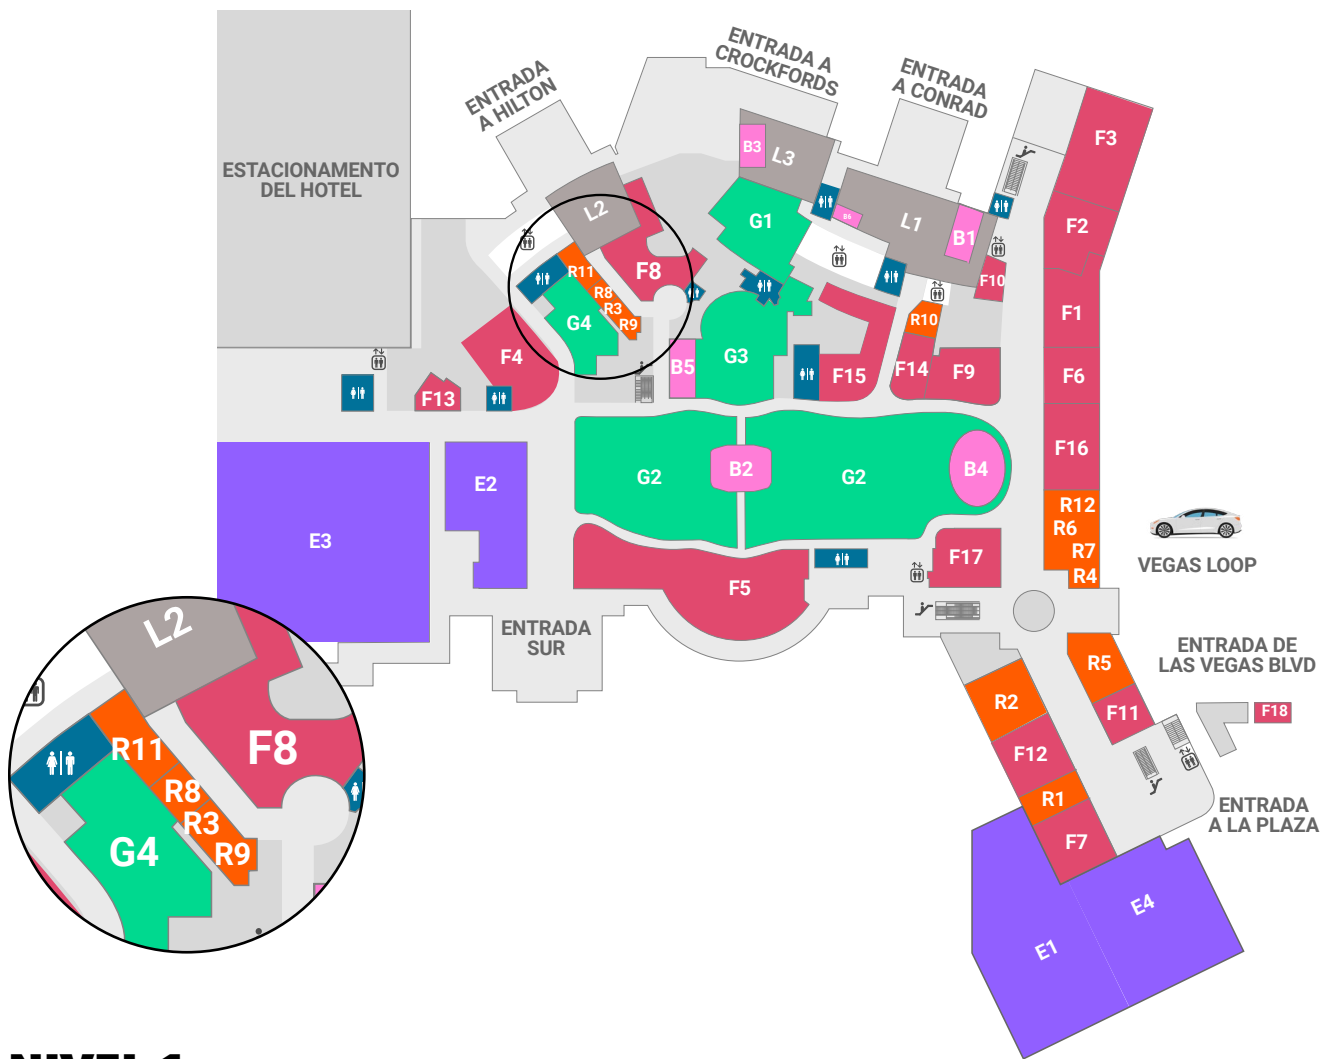 ENTRADA A
CROCKFORDS
ENTRADA
A HILTON
ENTRADA
A CONRAD
ESTACIONAMENTO
DEL HOTEL
F3
B3
L3
L2
B6
L1
B1
G1
F2
F8
R11
F10
R8
R3
R9
G4
R10
F1
F4
G3
B5
F15
F14
F9
F6
F13
G2
B2
G2
B4
F16
E2
E3
R12
R6
R7
R4
VEGAS LOOP
F17
F5
ENTRADA
SUR
L2
F8
R11
R8
R3
R9
G4
R5
ENTRADA DE
LAS VEGAS BLVD
R2
F11
F18
F12
R1
ENTRADA
A LA PLAZA
F7
E4
E1
NIVEL 1